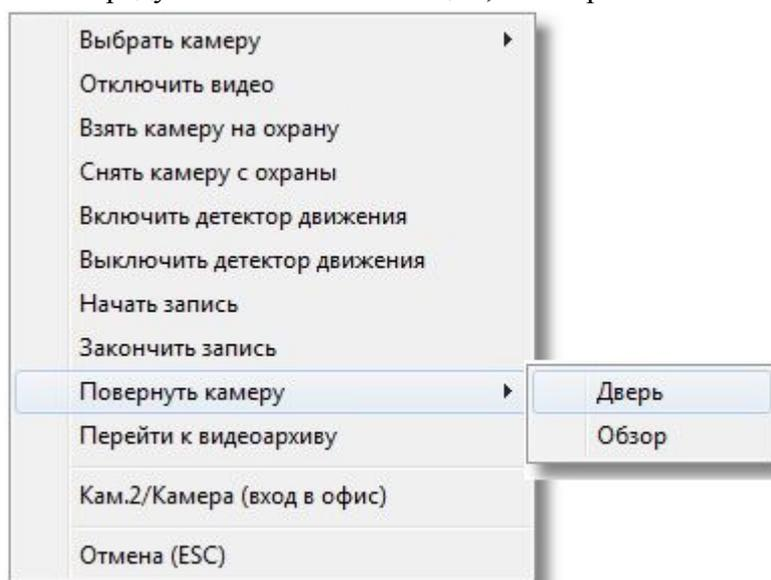 Выбрать камеру
Отключить видео
Взять камеру на охрану
Снять камеру с охраны
Включить детектор движения
Выключить детектор движения
Начать запись
Закончить запись
Повернуть камеру
Дверь
Перейти к видеоархиву
Обзор
Кам.2/Камера (вход в офис)
Отмена (ESC)